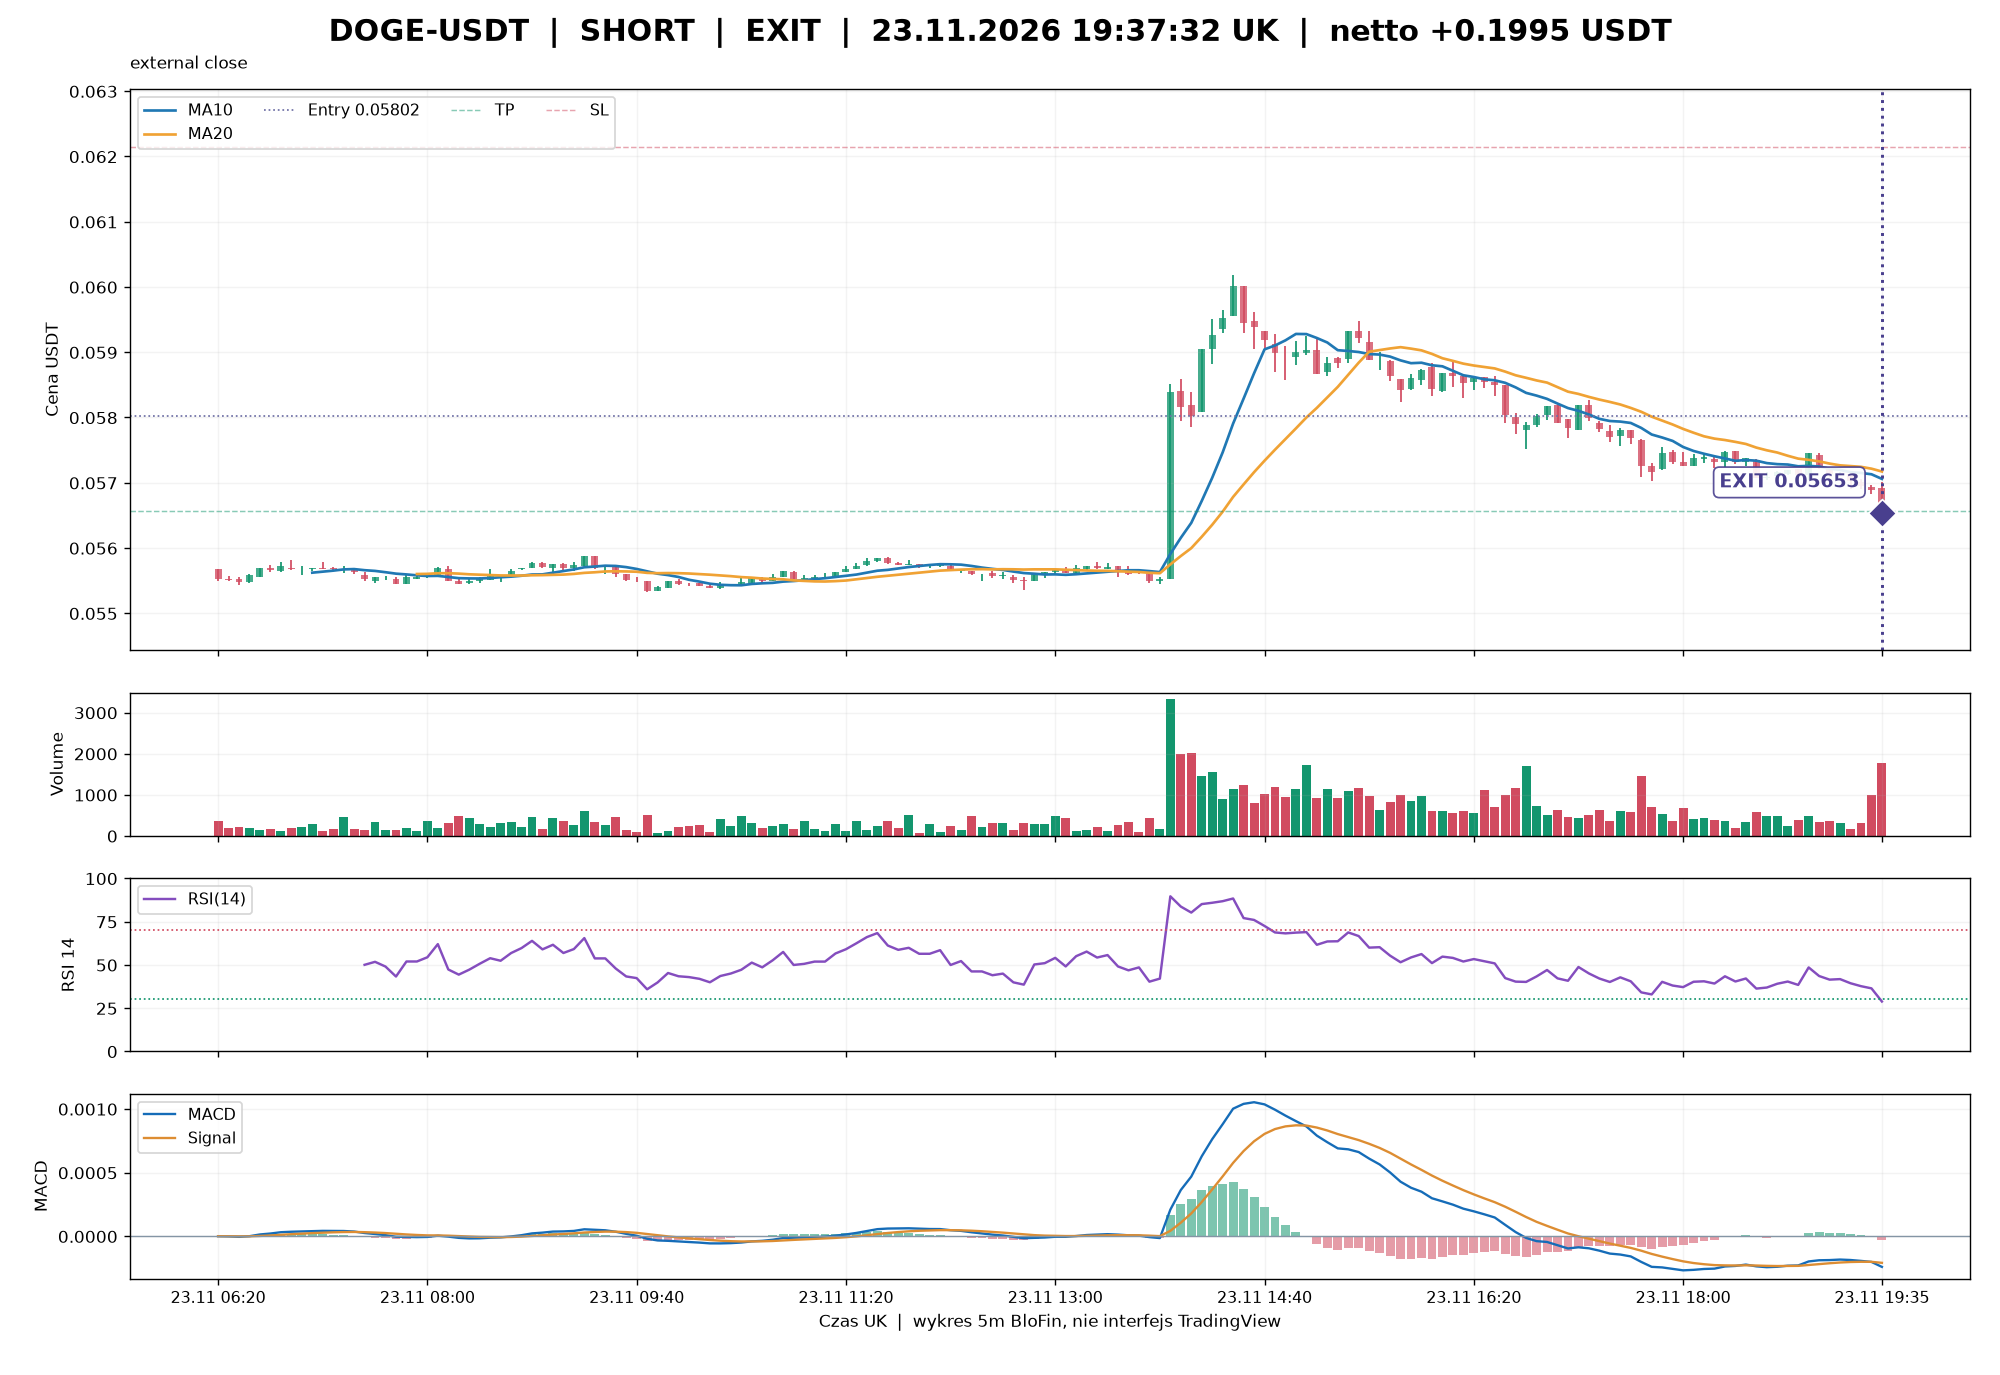 DOGE-USDT | SHORT | EXIT | 23.11.2026 19:37:32 UK | netto +0.1995 USDT
external close
MA10
MA20
Entry 0.05802
TP
SL
Cena USDT
0.063
0.062
0.061
0.060
0.059
0.058
0.057
0.056
0.055
EXIT 0.05653
Volume
3000
2000
1000
0
RSI(14)
RSI 14
100
75
50
25
0
MACD
Signal
MACD
0.0010
0.0005
0.0000
23.11 06:20
23.11 08:00
23.11 09:40
23.11 11:20
23.11 13:00
23.11 14:40
23.11 16:20
23.11 18:00
23.11 19:35
Czas UK | wykres 5m BloFin, nie interfejs TradingView